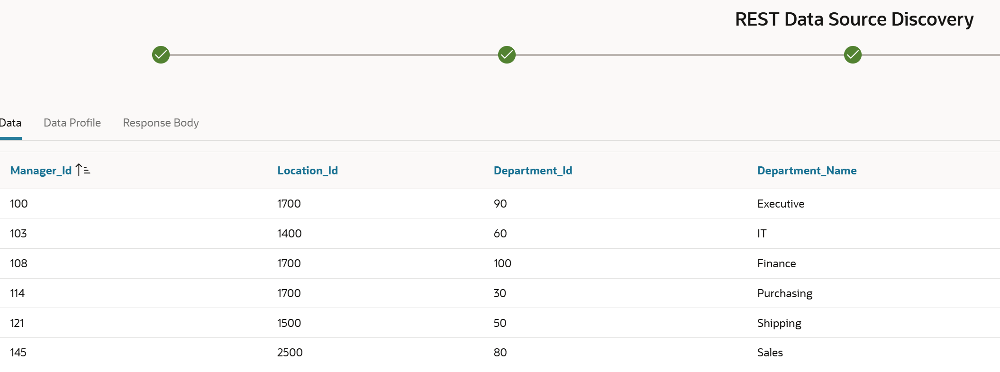 REST Data Source Discovery
Data Data Profile Response Body
Manager_Id Location_Id Department_Id Department_Name
100 1700 90 Executive
103 1400 60 IT
108 1700 100 Finance
114 1700 30 Purchasing
121 1500 50 Shipping
145 2500 80 Sales